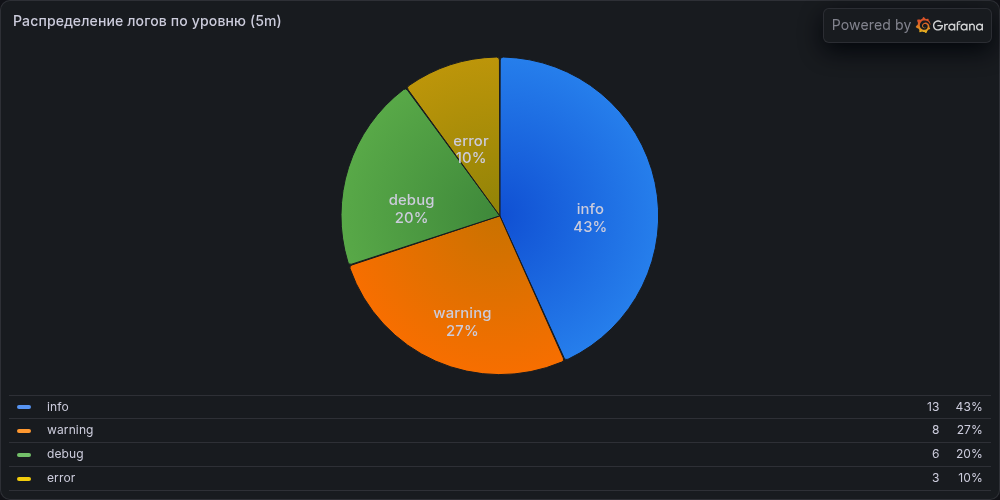 Распределение логов по уровню (5m)
Powered by Grafana
error
10%
debug
20%
info
43%
warning
27%
info 13 43%
warning 8 27%
debug 6 20%
error 3 10%